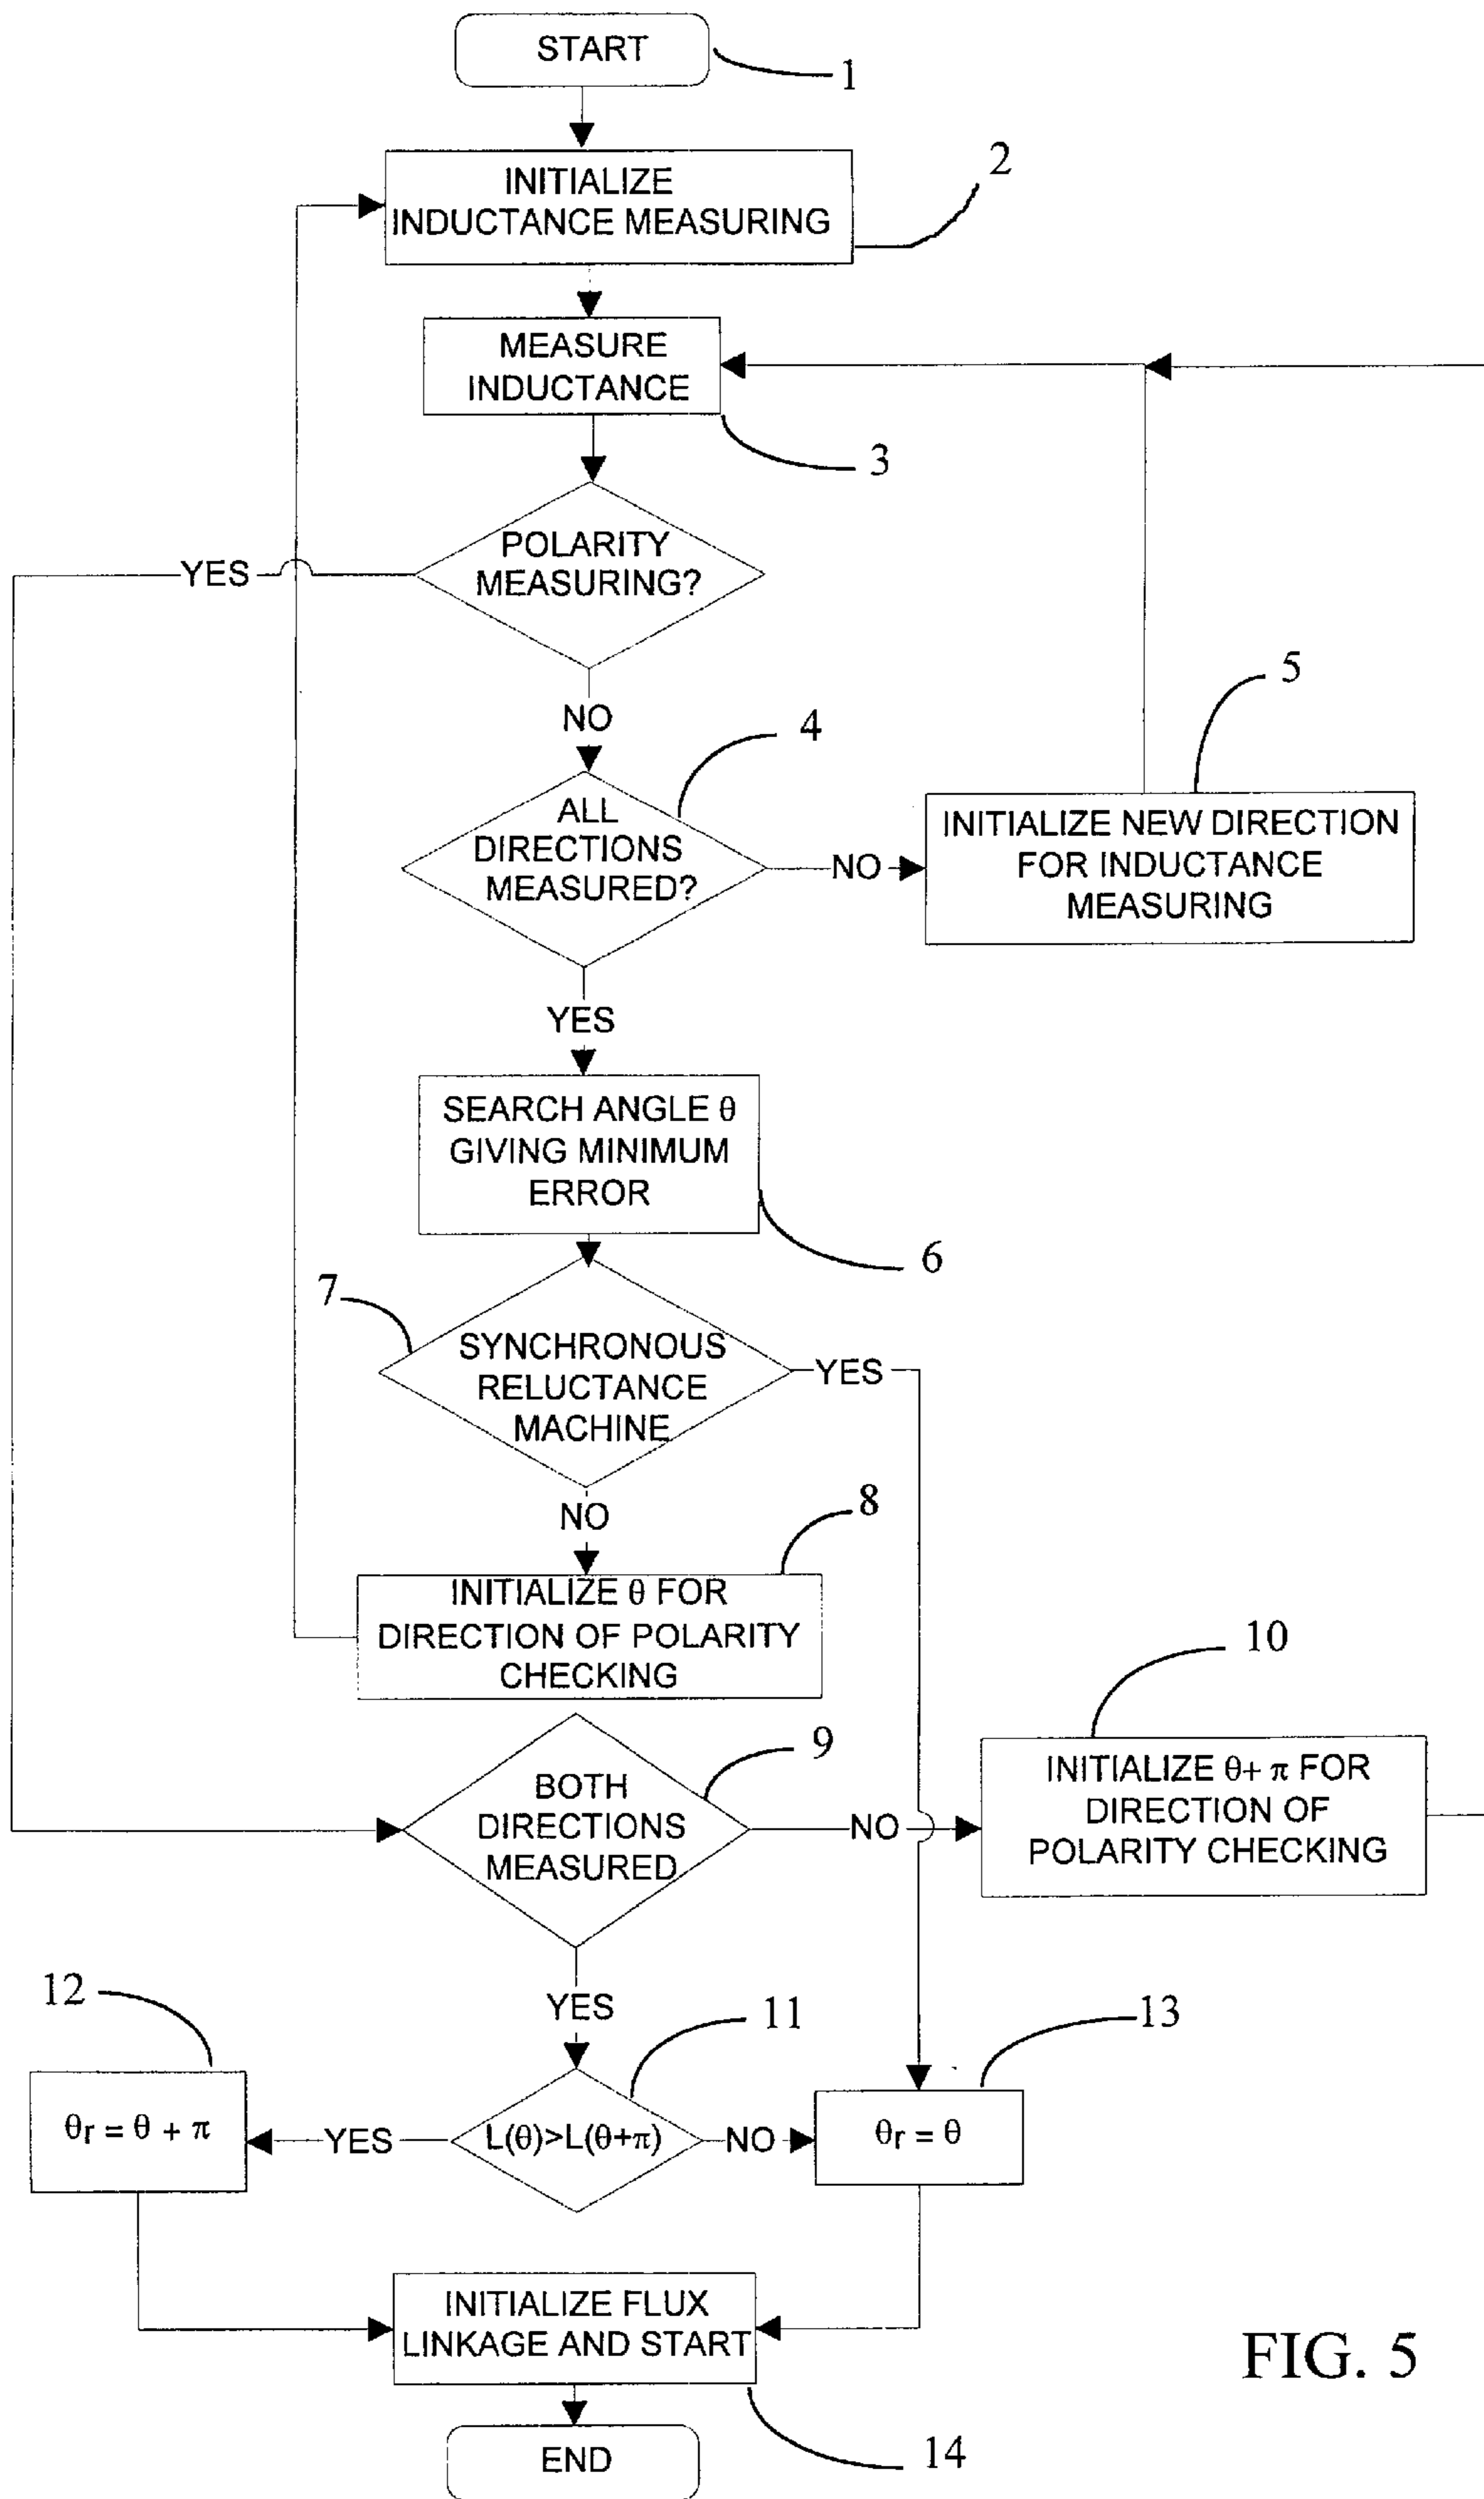 START
1
INITIALIZE
INDUCTANCE MEASURING
2
MEASURE
INDUCTANCE
3
POLARITY
MEASURING?
YES
NO
4
5
ALL
DIRECTIONS
MEASURED?
NO
INITIALIZE NEW DIRECTION
FOR INDUCTANCE
MEASURING
YES
SEARCH ANGLE θ
GIVING MINIMUM
ERROR
6
7
SYNCHRONOUS
RELUCTANCE
MACHINE
YES
NO
8
INITIALIZE θ FOR
DIRECTION OF POLARITY
CHECKING
9
10
BOTH
DIRECTIONS
MEASURED
NO
INITIALIZE θ+ π FOR
DIRECTION OF
POLARITY CHECKING
YES
12
11
13
θr = θ + π
YES
L(θ)>L(θ+π)
NO
θr = θ
INITIALIZE FLUX
LINKAGE AND START
14
END
FIG. 5